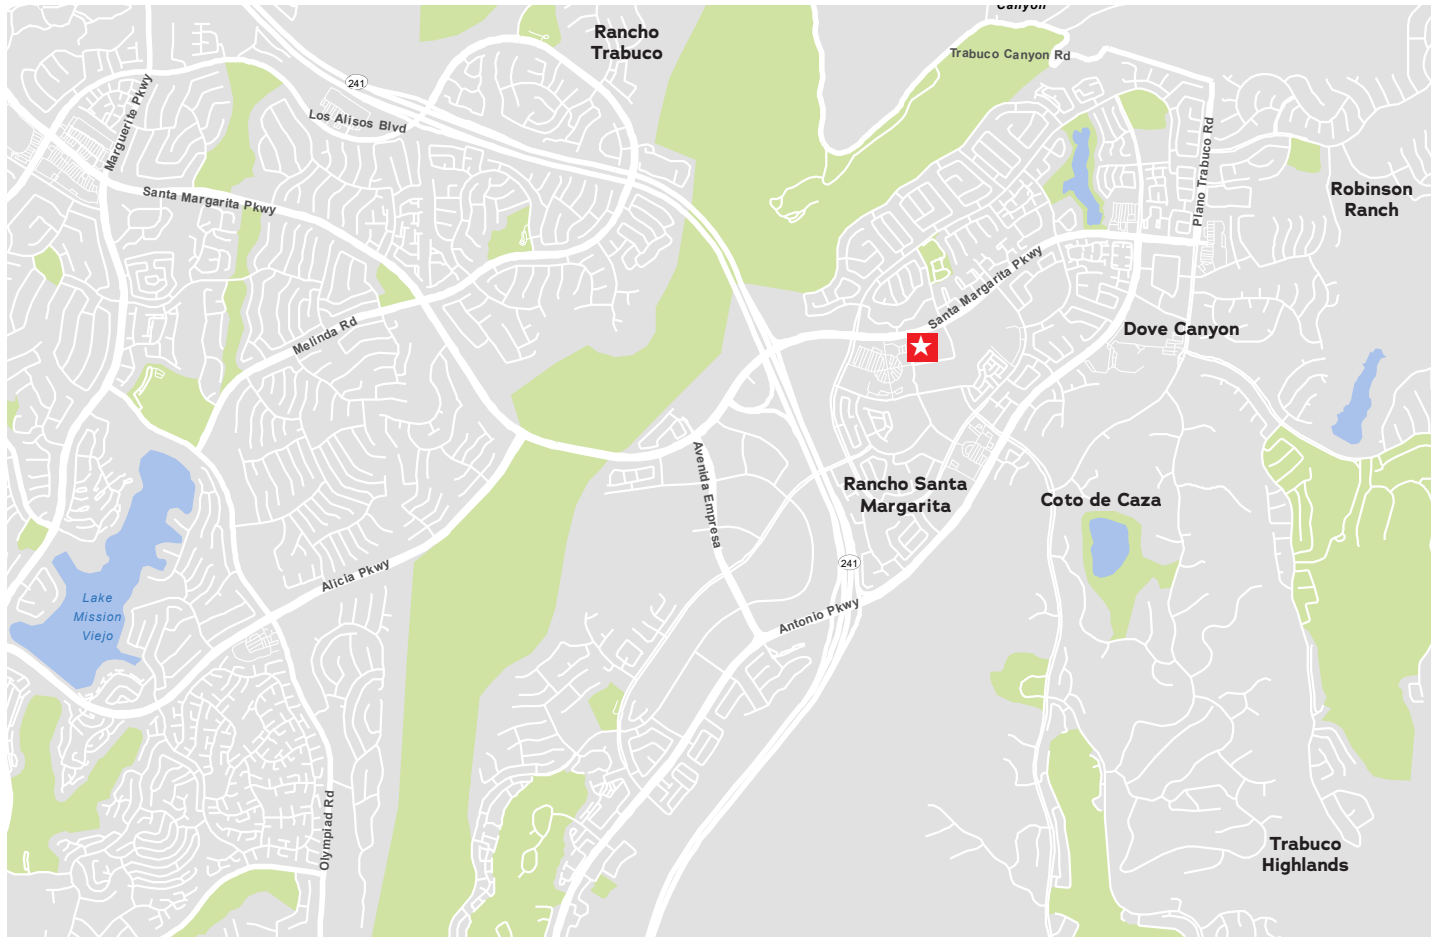 Canyon
Rancho
Trabuco
Trabuco Canyon Rd
241
Los Alisos Blvd
Marguerite Pkwy
Plano Trabuco Rd
Robinson
Ranch
Santa Margarita Pkwy
Santa Margarita Pkwy
Melinda Rd
Dove Canyon
Avenida Empresa
Rancho Santa
Margarita
Coto de Caza
241
Alicia Pkwy
Lake
Mission
Viejo
Antonio Pkwy
Olympiad Rd
Trabuco
Highlands